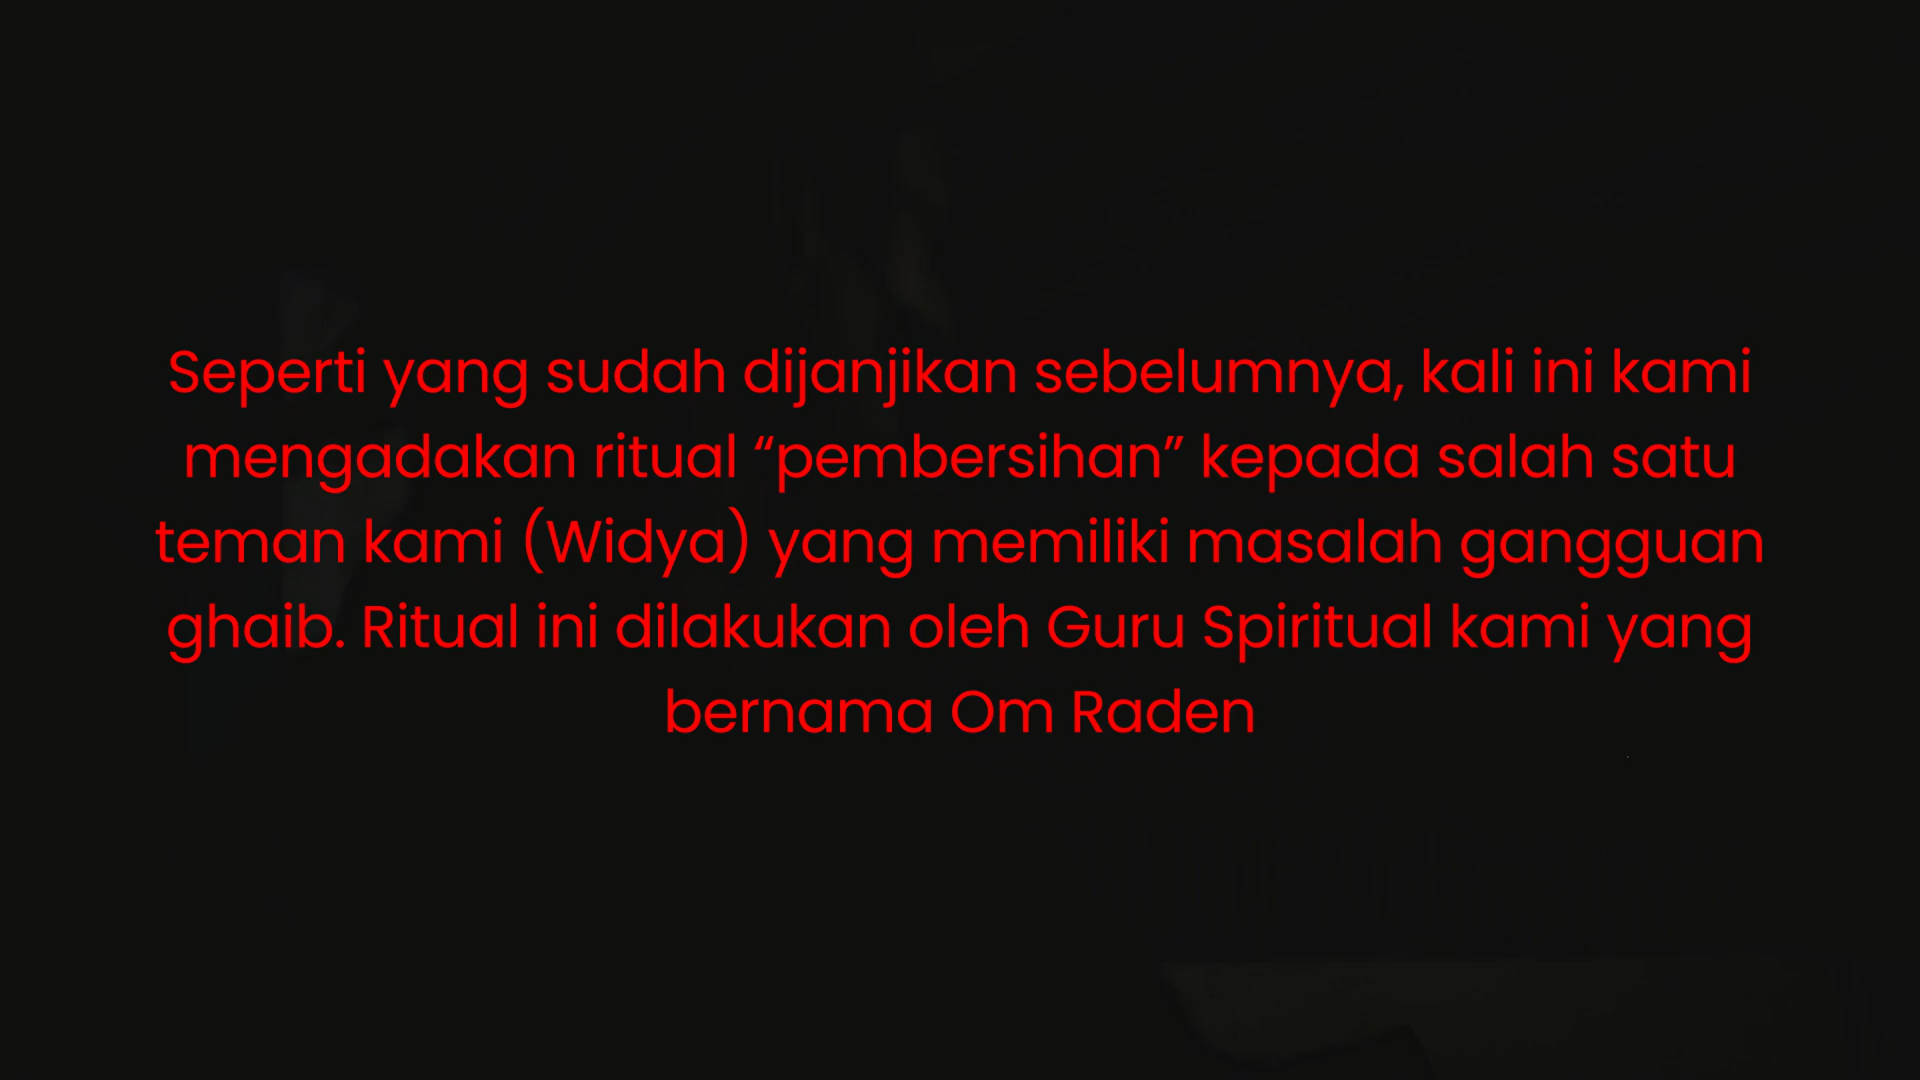 Seperti yang sudah dijanjikan sebelumnya, kali ini kami
mengadakan ritual “pembersihan” kepada salah satu
teman kami (Widya) yang memiliki masalah gangguan
ghaib. Ritual ini dilakukan oleh Guru Spiritual kami yang
bernama Om Raden